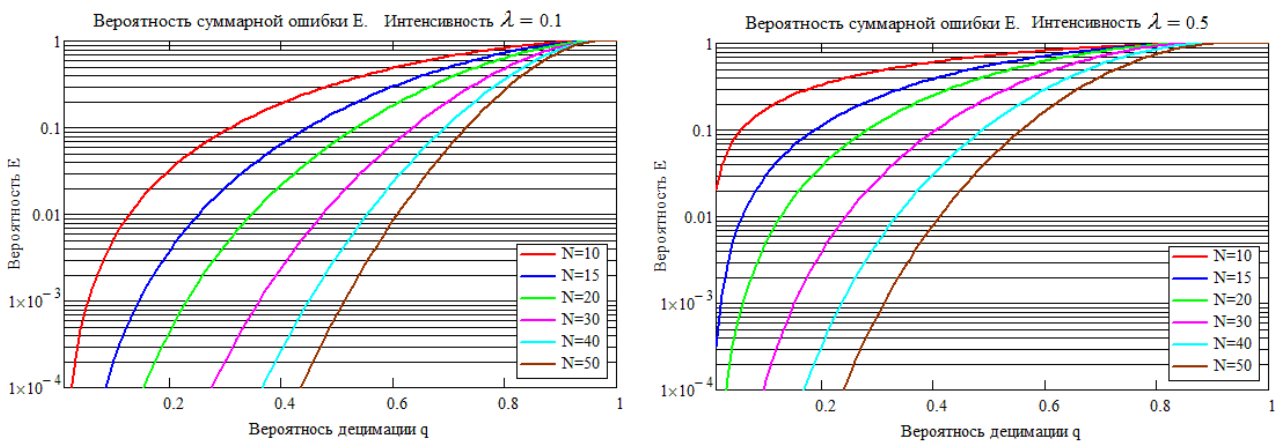 Вероятность суммарной ошибки E. Интенсивность λ = 0.1
Вероятность E
1
0.1
0.01
1×10⁻³
1×10⁻⁴
0.2
0.4
0.6
0.8
1
Вероятнось децимации q
N=10
N=15
N=20
N=30
N=40
N=50
Вероятность суммарной ошибки E. Интенсивность λ = 0.5
Вероятность E
1
0.1
0.01
1×10⁻³
1×10⁻⁴
0.2
0.4
0.6
0.8
1
Вероятнось децимации q
N=10
N=15
N=20
N=30
N=40
N=50